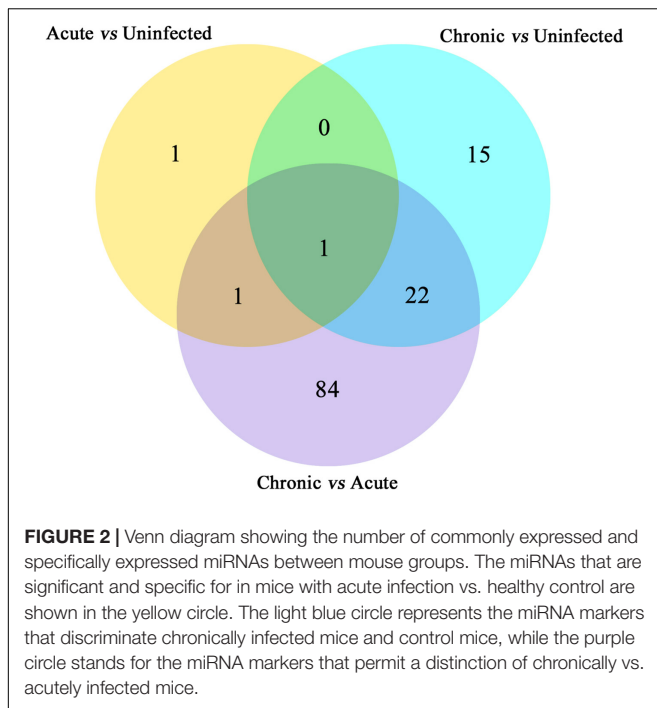 Acute vs Uninfected
Chronic vs Uninfected
0
1
15
1
1
22
84
Chronic vs Acute
FIGURE 2 | Venn diagram showing the number of commonly expressed and
specifically expressed miRNAs between mouse groups. The miRNAs that are
significant and specific for in mice with acute infection vs. healthy control are
shown in the yellow circle. The light blue circle represents the miRNA markers
that discriminate chronically infected mice and control mice, while the purple
circle stands for the miRNA markers that permit a distinction of chronically vs.
acutely infected mice.